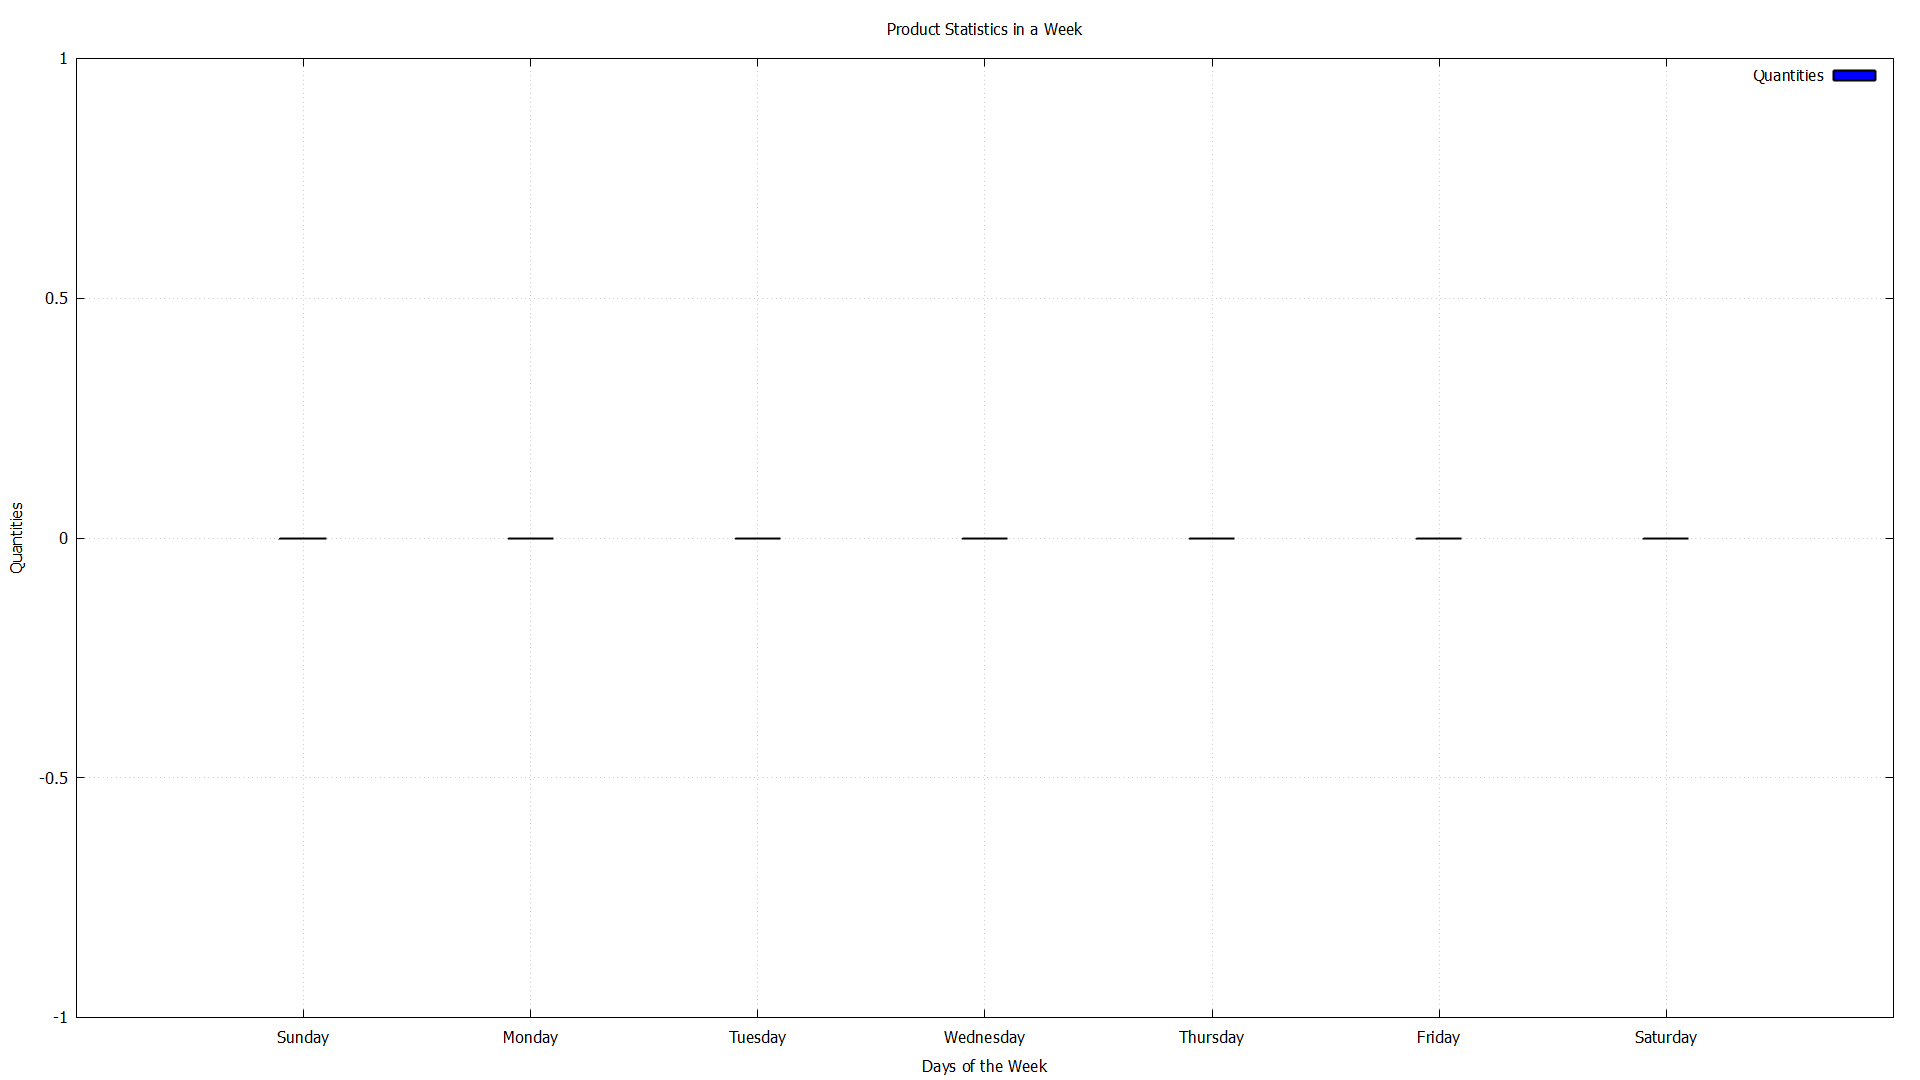 Product Statistics in a Week
Quantities
1
0.5
0
-0.5
-1
Quantities
Sunday Monday Tuesday Wednesday Thursday Friday Saturday
Days of the Week